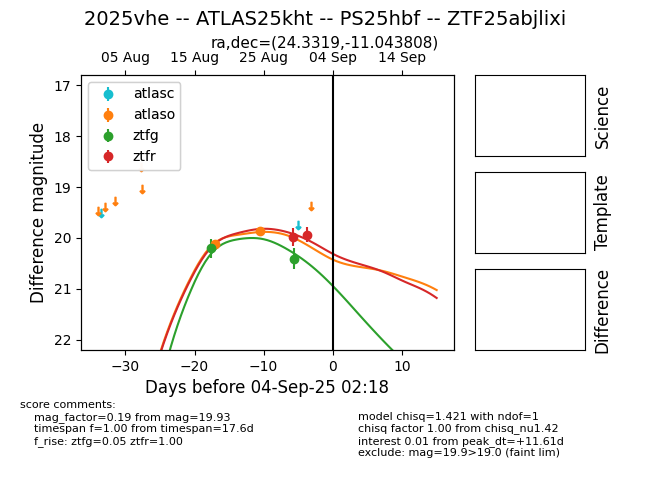 2025vhe -- ATLAS25kht -- PS25hbf -- ZTF25abjlixi
ra,dec=(24.3319,-11.043808)
05 Aug 15 Aug 25 Aug 04 Sep 14 Sep
atlasc
atlaso
ztfg
ztfr
17
18
19
20
21
22
Difference magnitude
−30 −20 −10 0 10
Days before 04-Sep-25 02:18
Science
Template
Difference
score comments:
mag_factor=0.19 from mag=19.93
timespan f=1.00 from timespan=17.6d
f_rise: ztfg=0.05 ztfr=1.00
model chisq=1.421 with ndof=1
chisq factor 1.00 from chisq_nu1.42
interest 0.01 from peak_dt=+11.61d
exclude: mag=19.9>19.0 (faint lim)